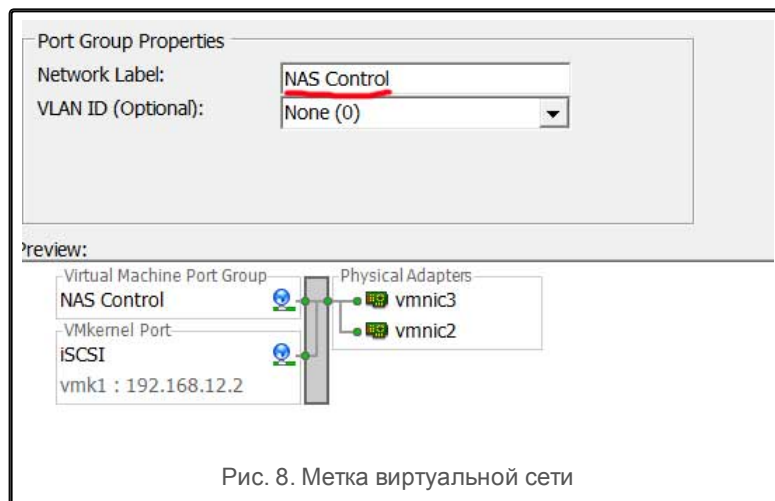 Port Group Properties
Network Label:
NAS Control
VLAN ID (Optional):
None (0)
Preview:
Virtual Machine Port Group
NAS Control
VMkernel Port
iSCSI
vmk1 : 192.168.12.2
Physical Adapters
vmnic3
vmnic2
Рис. 8. Метка виртуальной сети